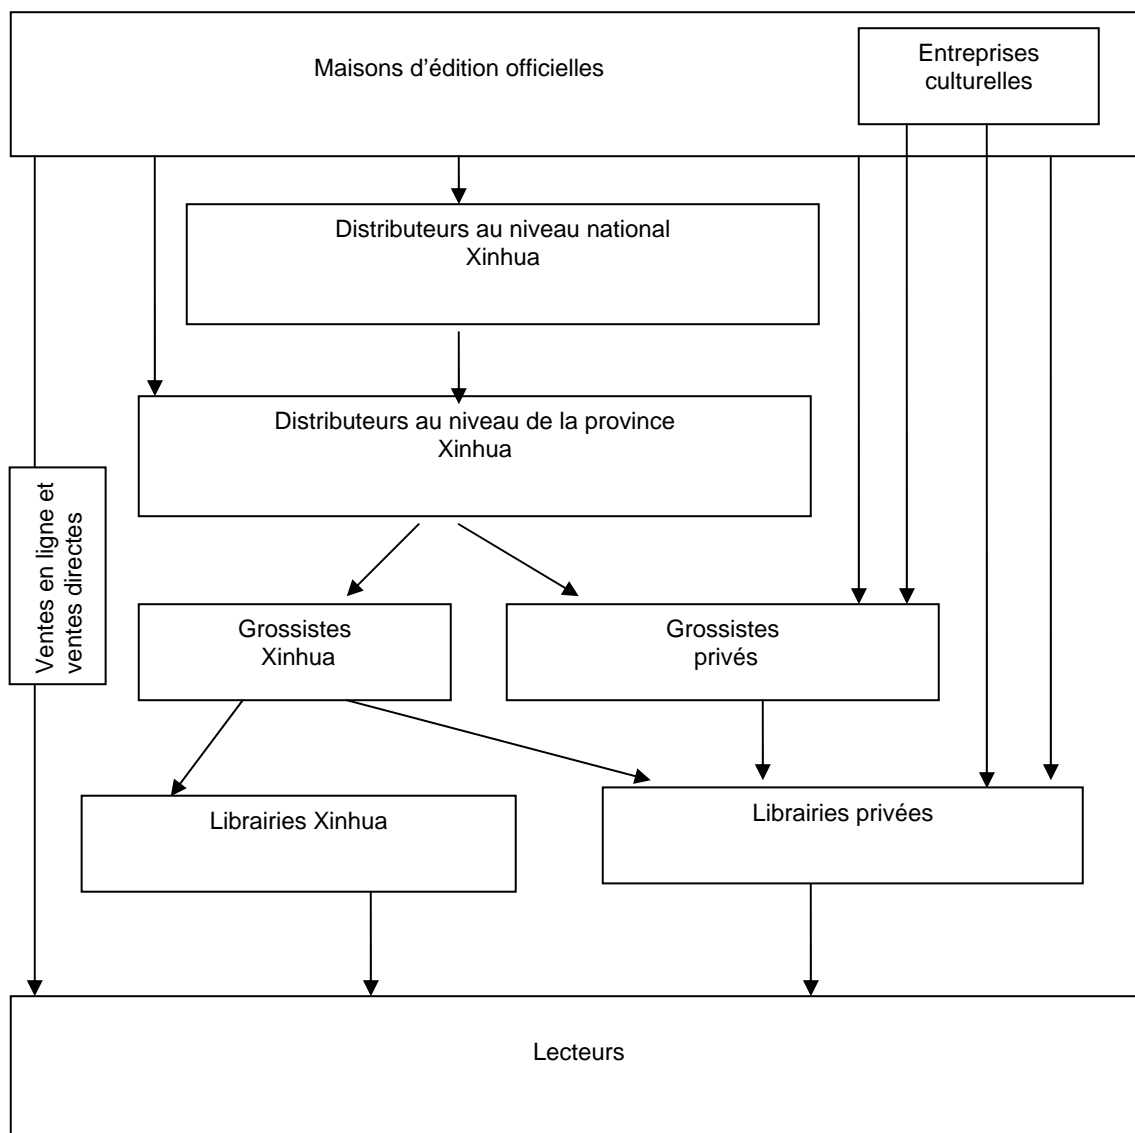 Maisons d'édition officielles
Entreprises
culturelles
Distributeurs au niveau national
Xinhua
Distributeurs au niveau de la province
Xinhua
Ventes en ligne et
ventes directes
Grossistes
Xinhua
Grossistes
privés
Librairies Xinhua
Librairies privées
Lecteurs